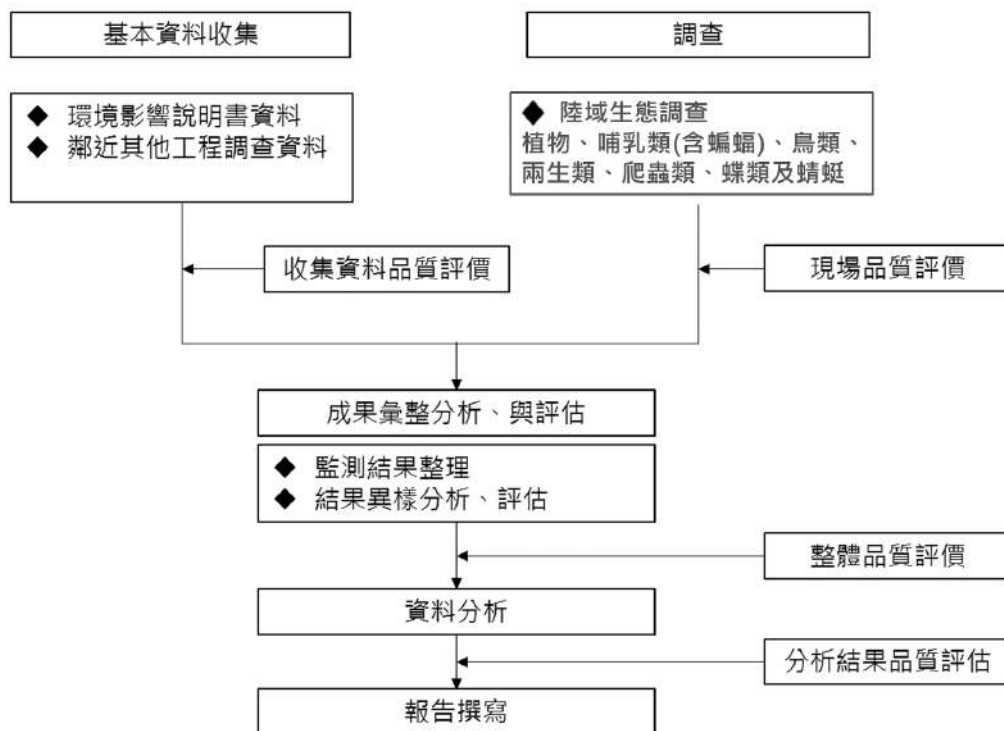 基本資料收集
調查
◆ 環境影響說明書資料
◆ 鄰近其他工程調查資料
◆ 陸域生態調查
植物、哺乳類(含蝙蝠)、鳥類、
兩生類、爬蟲類、蝶類及蜻蜓
收集資料品質評價
現場品質評價
成果彙整分析、與評估
◆ 監測結果整理
◆ 結果異樣分析、評估
整體品質評價
資料分析
分析結果品質評估
報告撰寫